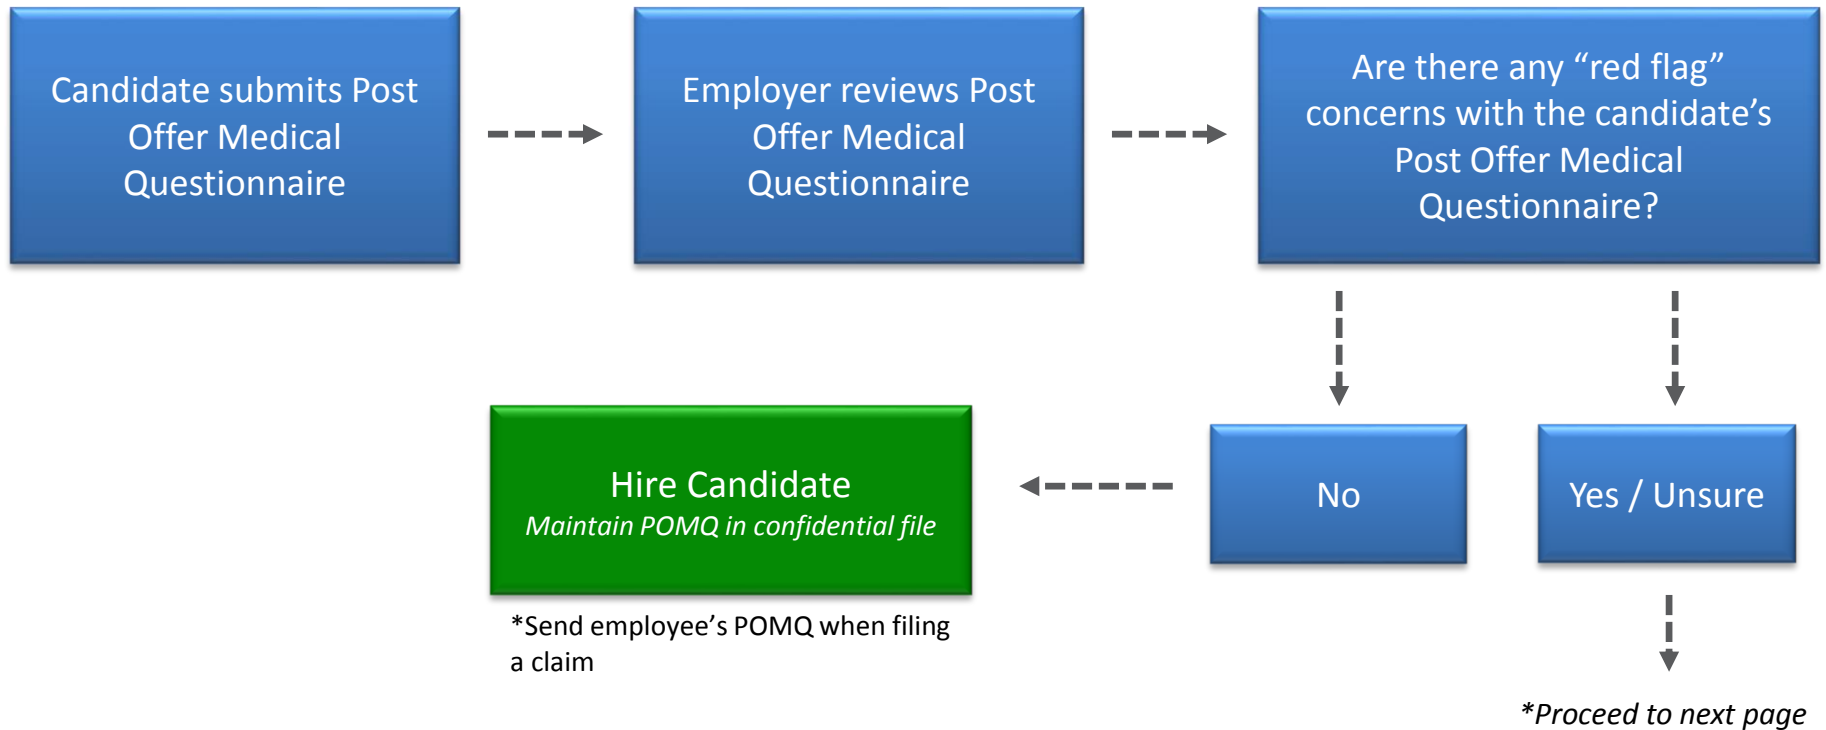 Candidate submits Post
Offer Medical
Questionnaire
Employer reviews Post
Offer Medical
Questionnaire
Are there any “red flag”
concerns with the candidate’s
Post Offer Medical
Questionnaire?
Hire Candidate
Maintain POMQ in confidential file
No
Yes / Unsure
*Send employee’s POMQ when filing
a claim
*Proceed to next page